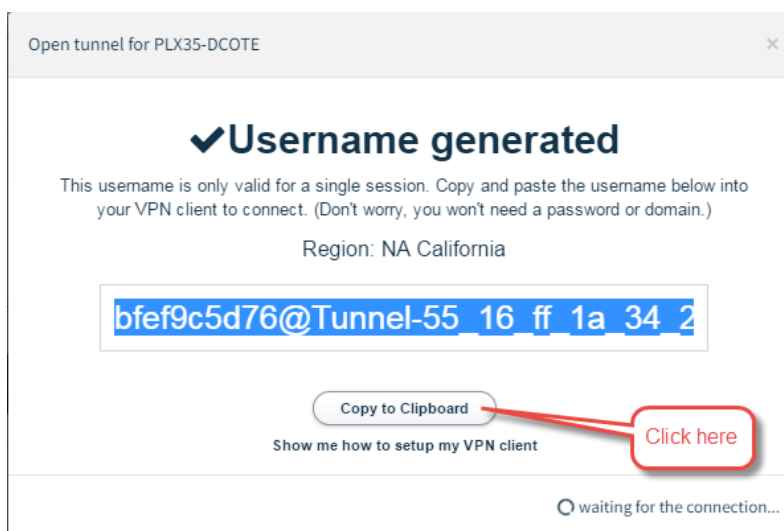 Open tunnel for PLX35-DCOTE ×
✔Username generated
This username is only valid for a single session. Copy and paste the username below into
your VPN client to connect. (Don't worry, you won't need a password or domain.)
Region: NA California
bfef9c5d76@Tunnel-55_16_ff_1a_34_2
Copy to Clipboard
Click here
Show me how to setup my VPN client
waiting for the connection...